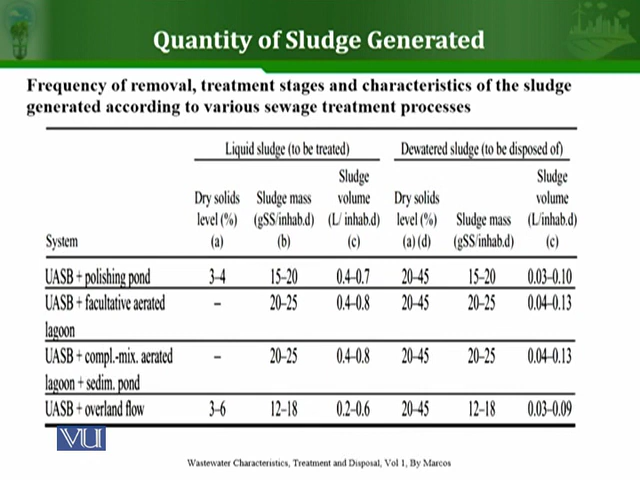 Quantity of Sludge Generated
Frequency of removal, treatment stages and characteristics of the sludge
generated according to various sewage treatment processes
Liquid sludge (to be treated) Dewatered sludge (to be disposed of)
Sludge Sludge
Dry solids Sludge mass volume Dry solids volume
level (%) (gSS/inhab.d) (L/ inhab.d) level (%) Sludge mass (L/inhab.d)
System (a) (b) (c) (a) (d) (gSS/inhab.d) (c)
UASB + polishing pond 3–4 15–20 0.4–0.7 20–45 15–20 0.03–0.10
UASB + facultative aerated – 20–25 0.4–0.8 20–45 20–25 0.04–0.13
lagoon
UASB + compl.-mix. aerated – 20–25 0.4–0.8 20–45 20–25 0.04–0.13
lagoon + sedim. pond
UASB + overland flow 3–6 12–18 0.2–0.6 20–45 12–18 0.03–0.09
VU
Wastewater Characteristics, Treatment and Disposal, Vol 1, By Marcos